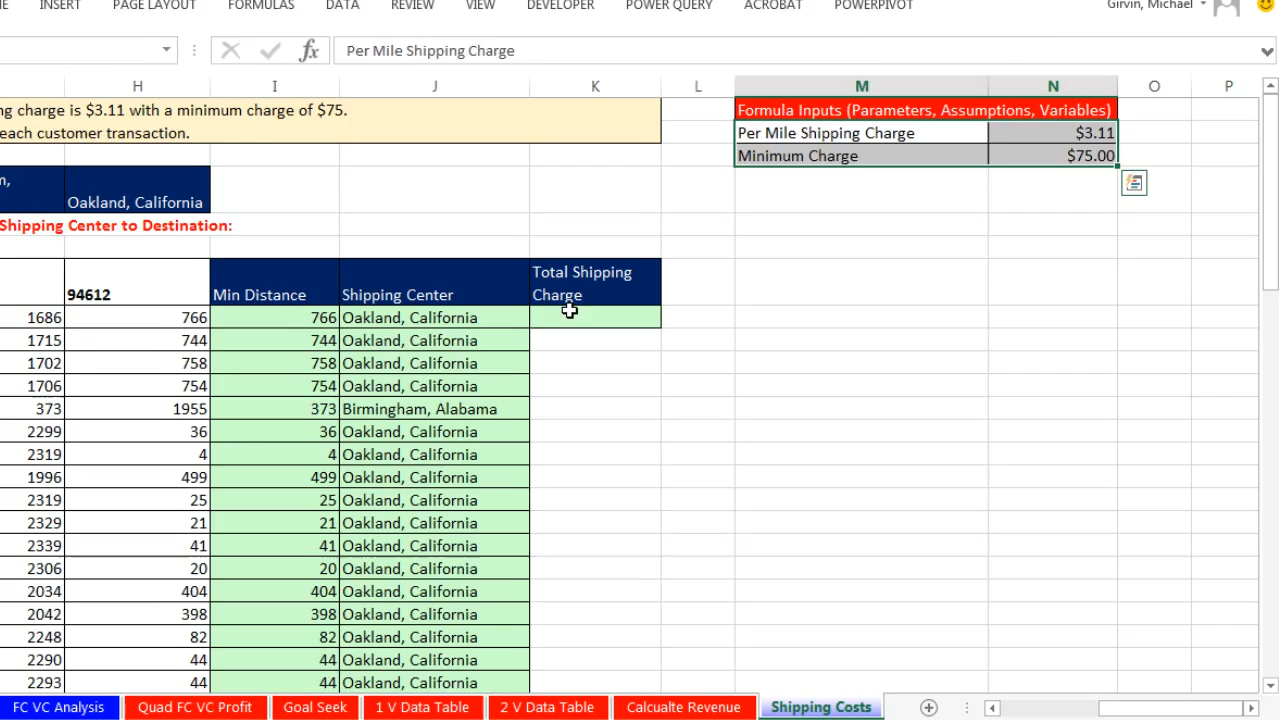 INSERT PAGE LAYOUT FORMULAS DATA REVIEW VIEW DEVELOPER POWER QUERY ACROBAT POWERPIVOT Girvin, Michael
fx Per Mile Shipping Charge
H I J K L M N O P
ng charge is $3.11 with a minimum charge of $75. Formula Inputs (Parameters, Assumptions, Variables)
each customer transaction. Per Mile Shipping Charge $3.11
Minimum Charge $75.00
Oakland, California
Shipping Center to Destination:
94612 Min Distance Shipping Center Total Shipping Charge
1686 766 766 Oakland, California
1715 744 744 Oakland, California
1702 758 758 Oakland, California
1706 754 754 Oakland, California
373 1955 373 Birmingham, Alabama
2299 36 36 Oakland, California
2319 4 4 Oakland, California
1996 499 499 Oakland, California
2319 25 25 Oakland, California
2329 21 21 Oakland, California
2339 41 41 Oakland, California
2306 20 20 Oakland, California
2034 404 404 Oakland, California
2042 398 398 Oakland, California
2248 82 82 Oakland, California
2290 44 44 Oakland, California
2293 44 44 Oakland, California
FC VC Analysis Quad FC VC Profit Goal Seek 1 V Data Table 2 V Data Table Calcualte Revenue Shipping Costs